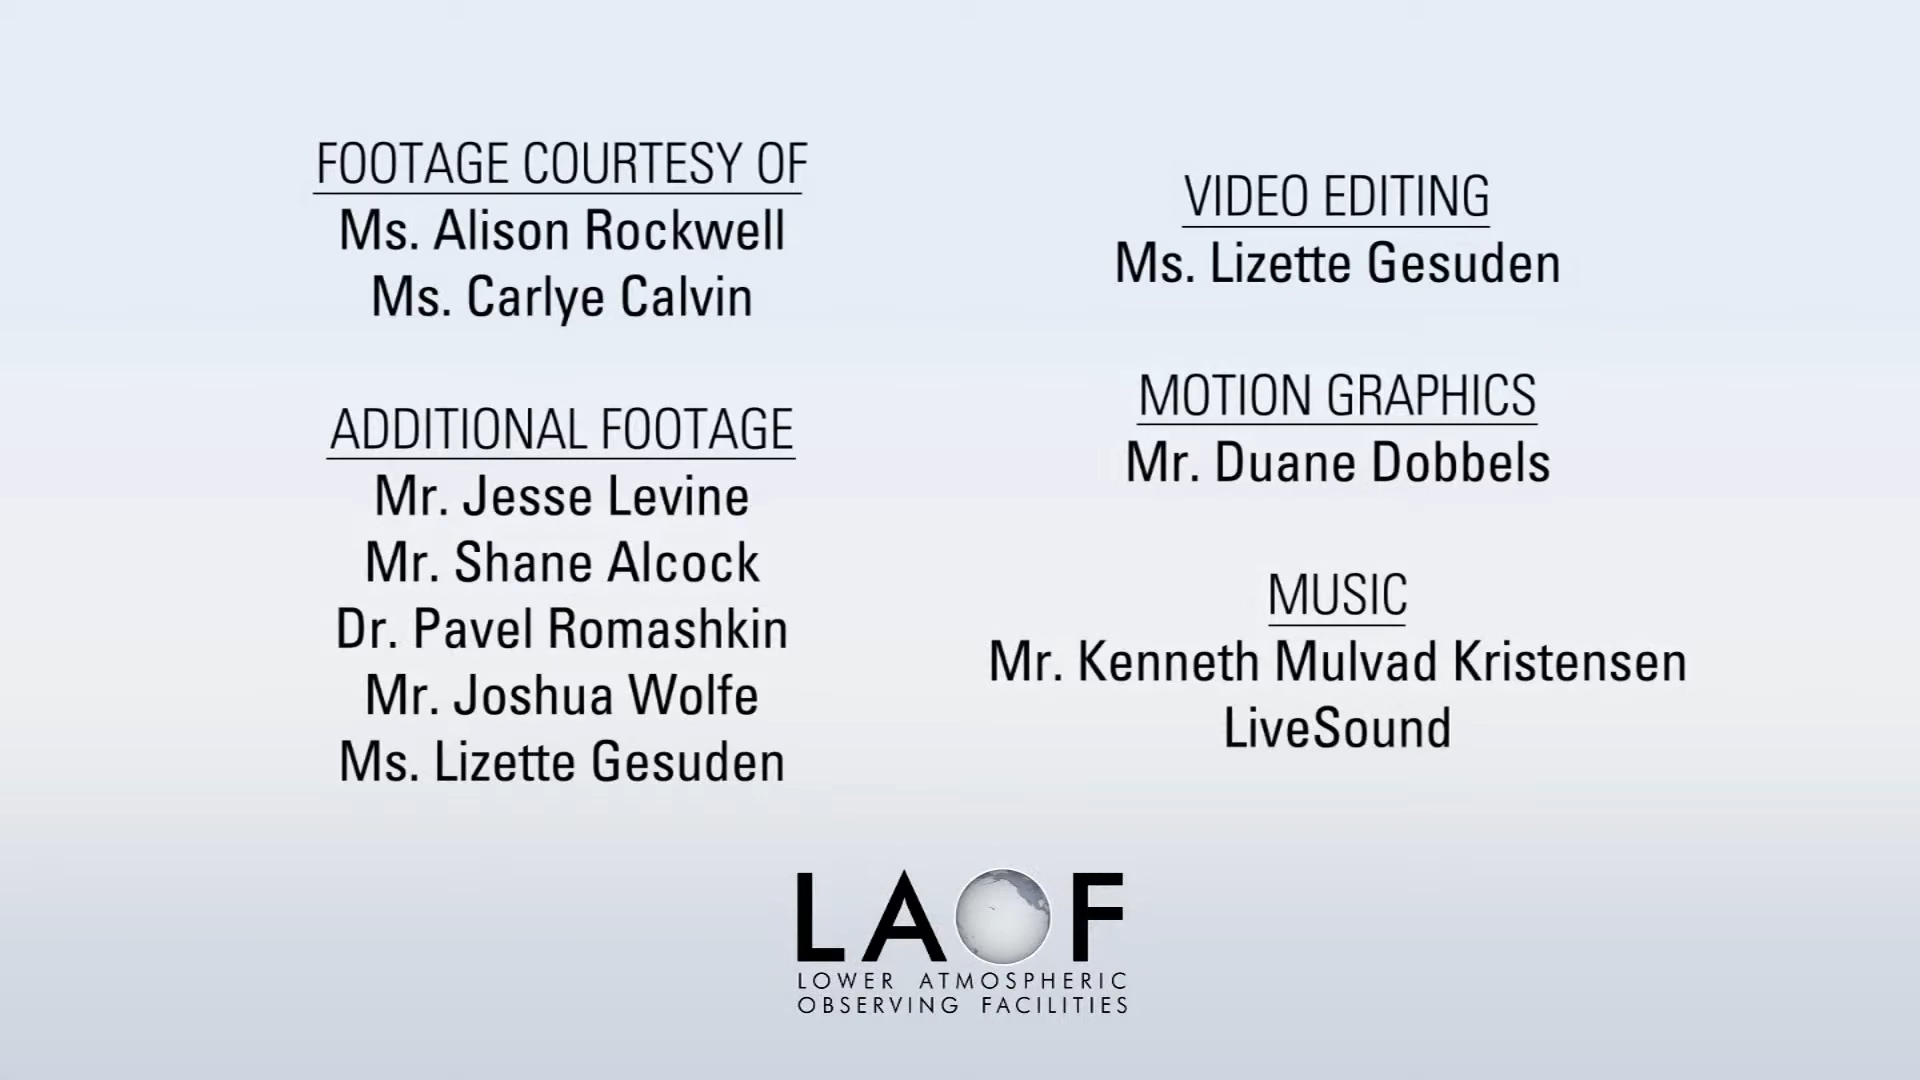 FOOTAGE COURTESY OF
Ms. Alison Rockwell
Ms. Carlye Calvin
ADDITIONAL FOOTAGE
Mr. Jesse Levine
Mr. Shane Alcock
Dr. Pavel Romashkin
Mr. Joshua Wolfe
Ms. Lizette Gesuden
VIDEO EDITING
Ms. Lizette Gesuden
MOTION GRAPHICS
Mr. Duane Dobbels
MUSIC
Mr. Kenneth Mulvad Kristensen
LiveSound
LAOF
LOWER ATMOSPHERIC
OBSERVING FACILITIES